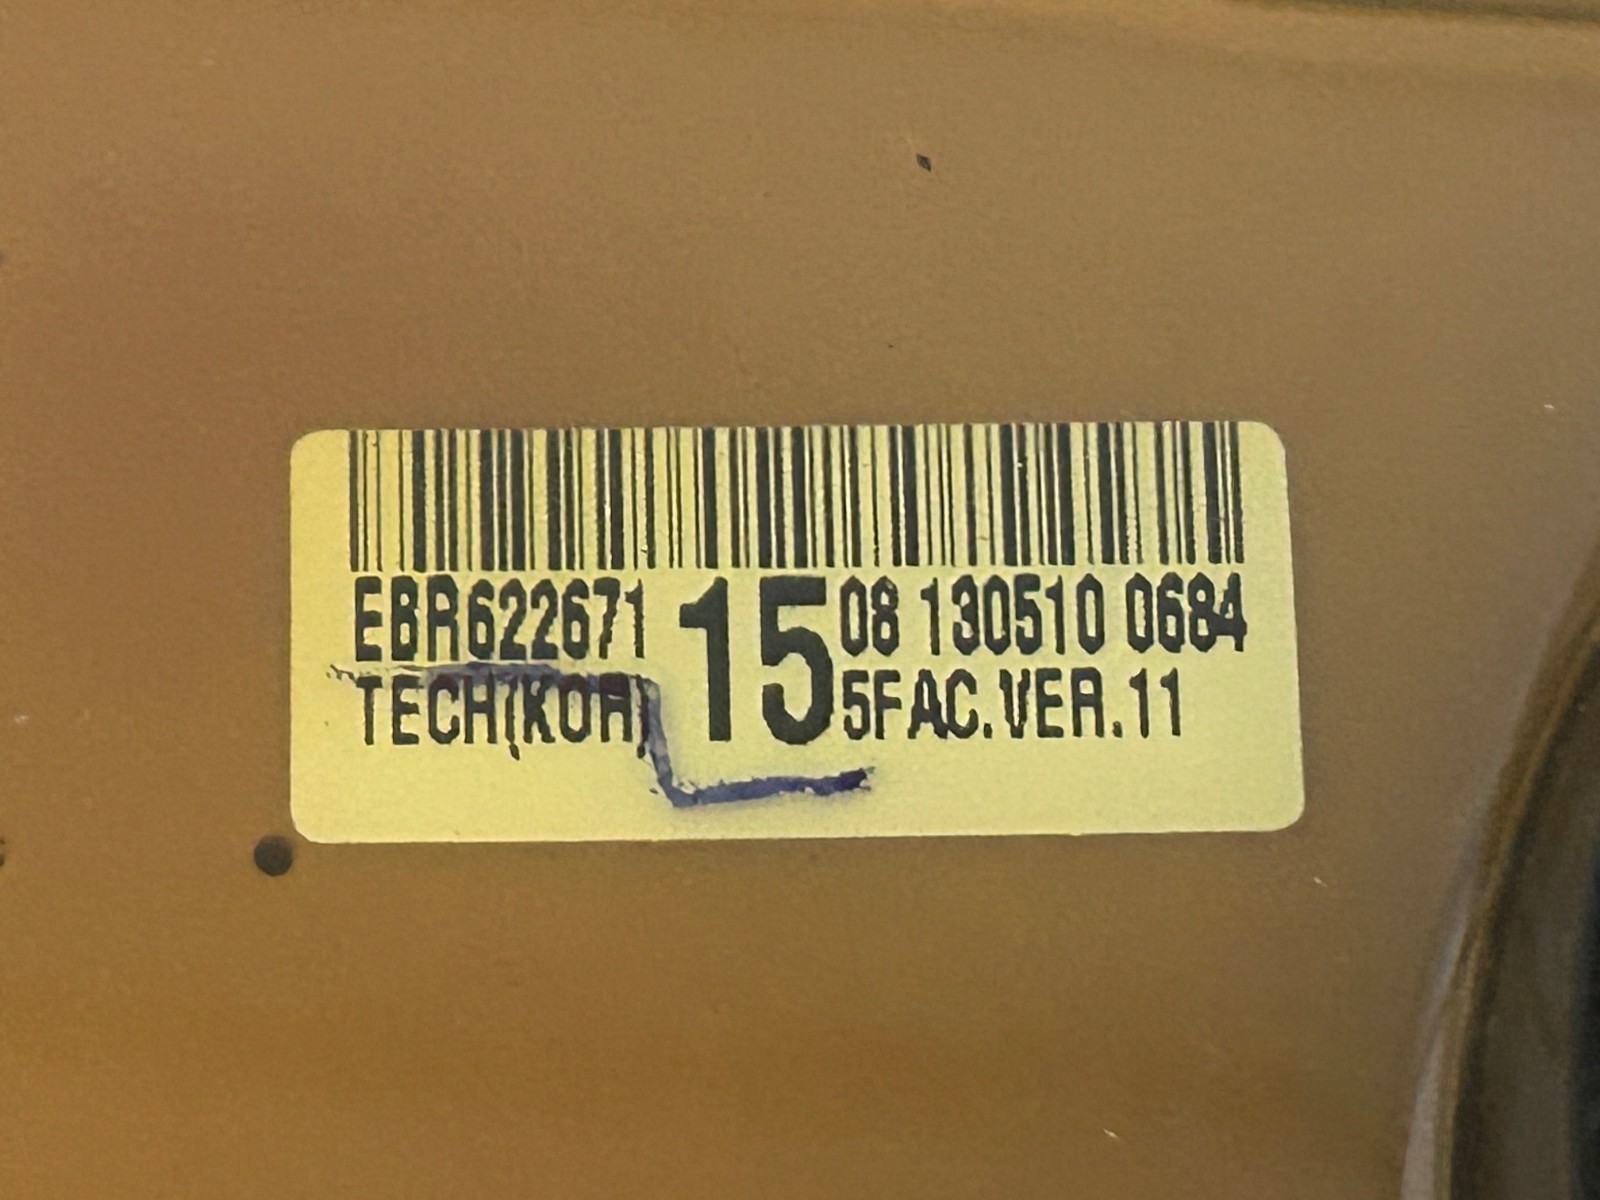 EBR622671 15 08 130510 0684
TECH(KOR) 5FAC.VER.11